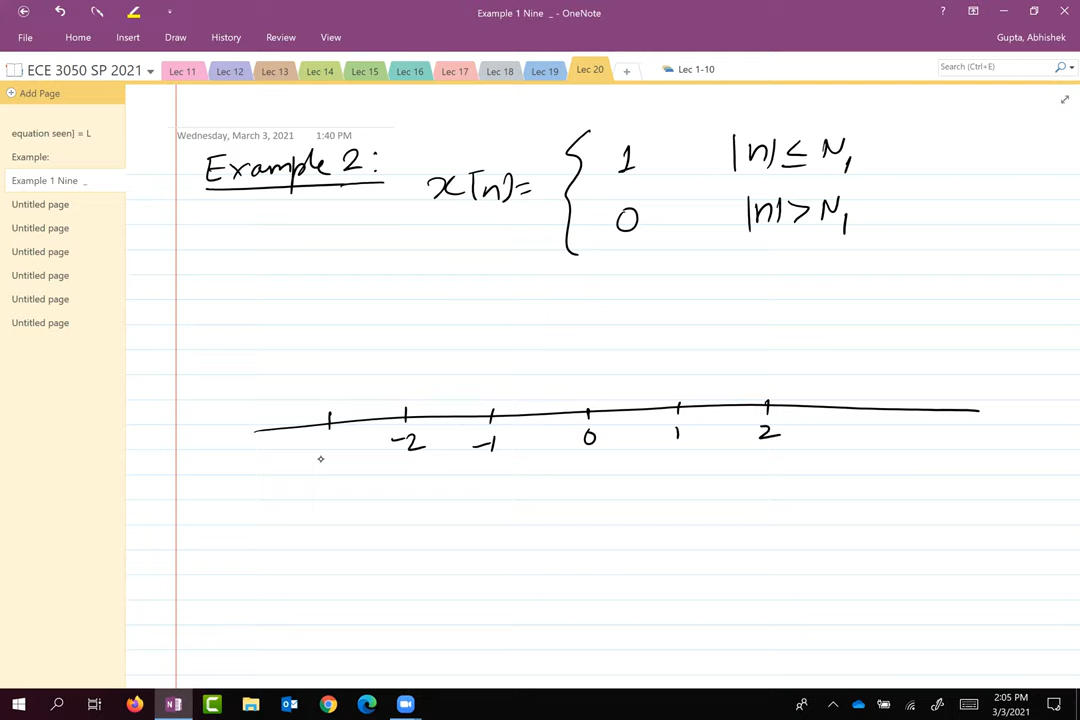 Example 1 Nine _ - OneNote
File Home Insert Draw History Review View
Gupta, Abhishek
ECE 3050 SP 2021
Lec 11 Lec 12 Lec 13 Lec 14 Lec 15 Lec 16 Lec 17 Lec 18 Lec 19 Lec 20 + Lec 1-10
Search (Ctrl+E)
Add Page
equation seen] = L
Example:
Example 1 Nine _
Untitled page
Untitled page
Untitled page
Untitled page
Untitled page
Untitled page
Wednesday, March 3, 2021 1:40 PM
Example 2:
x[n]= { 1 |n| ≤ N₁
0 |n| > N₁
-2 -1 0 1 2
2:05 PM
3/3/2021